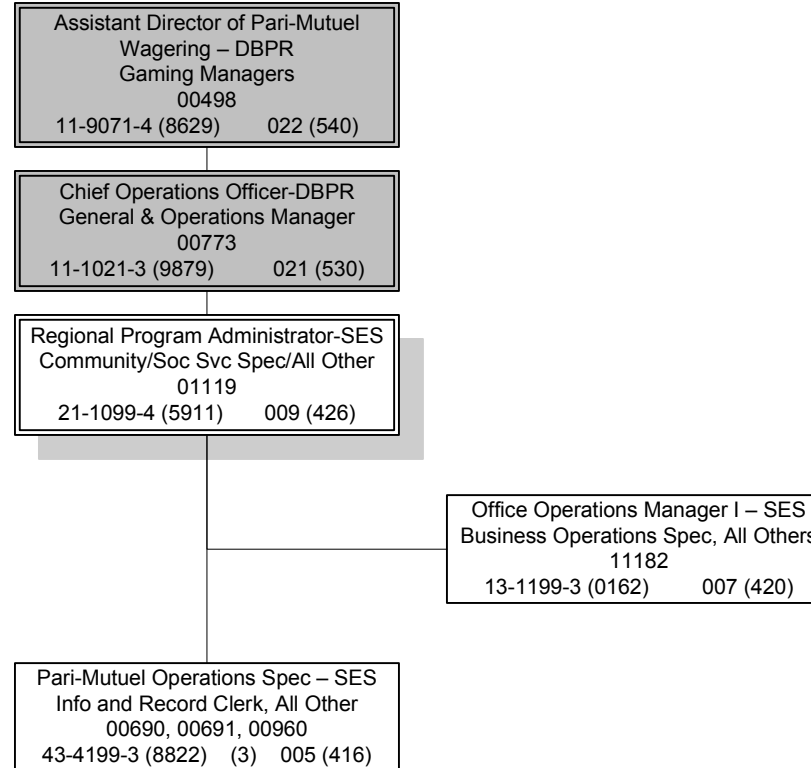 Assistant Director of Pari-Mutuel
Wagering – DBPR
Gaming Managers
00498
11-9071-4 (8629) 022 (540)
Chief Operations Officer-DBPR
General & Operations Manager
00773
11-1021-3 (9879) 021 (530)
Regional Program Administrator-SES
Community/Soc Svc Spec/All Other
01119
21-1099-4 (5911) 009 (426)
Office Operations Manager I – SES
Business Operations Spec, All Others
11182
13-1199-3 (0162) 007 (420)
Pari-Mutuel Operations Spec – SES
Info and Record Clerk, All Other
00690, 00691, 00960
43-4199-3 (8822) (3) 005 (416)